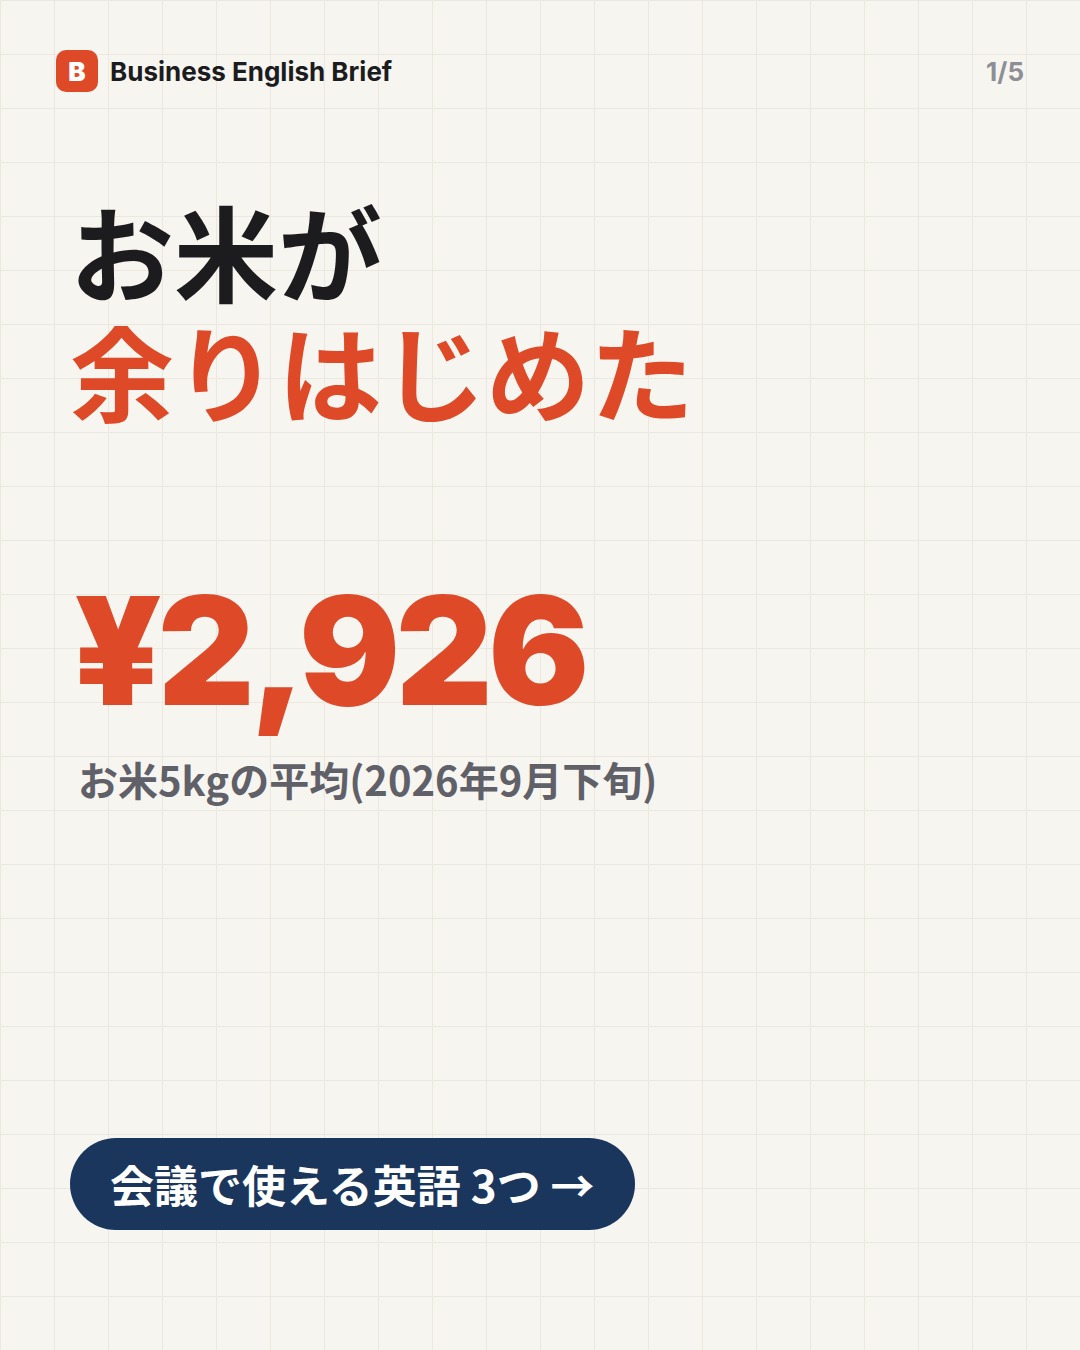 B Business English Brief
1/5
お米が
余りはじめた
¥2,926
お米5kgの平均(2026年9月下旬)
会議で使える英語 3つ →